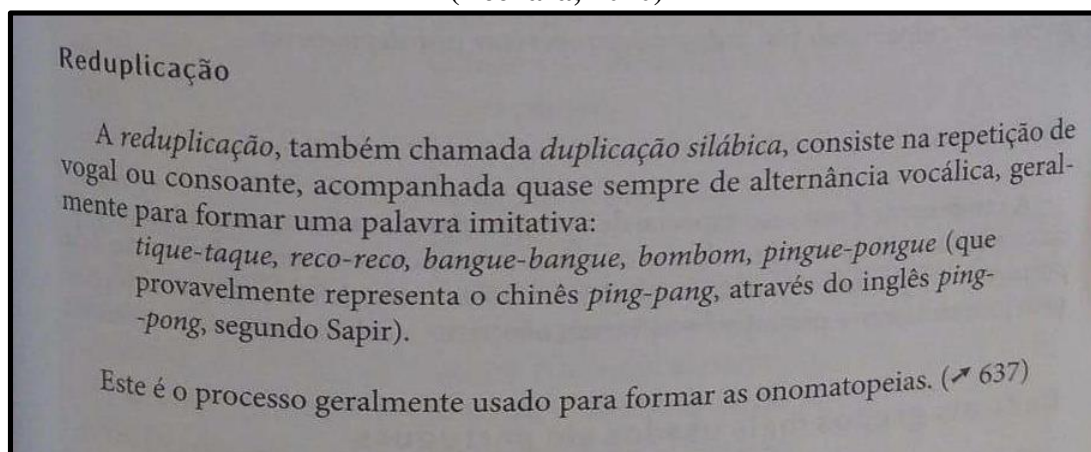 Reduplicação
A reduplicação, também chamada duplicação silábica, consiste na repetição de
vogal ou consoante, acompanhada quase sempre de alternância vocálica, geral-
mente para formar uma palavra imitativa:
tique-taque, reco-reco, bangue-bangue, bombom, pingue-pongue (que
provavelmente representa o chinês ping-pang, através do inglês ping-
-pong, segundo Sapir).
Este é o processo geralmente usado para formar as onomatopeias. (↗ 637)